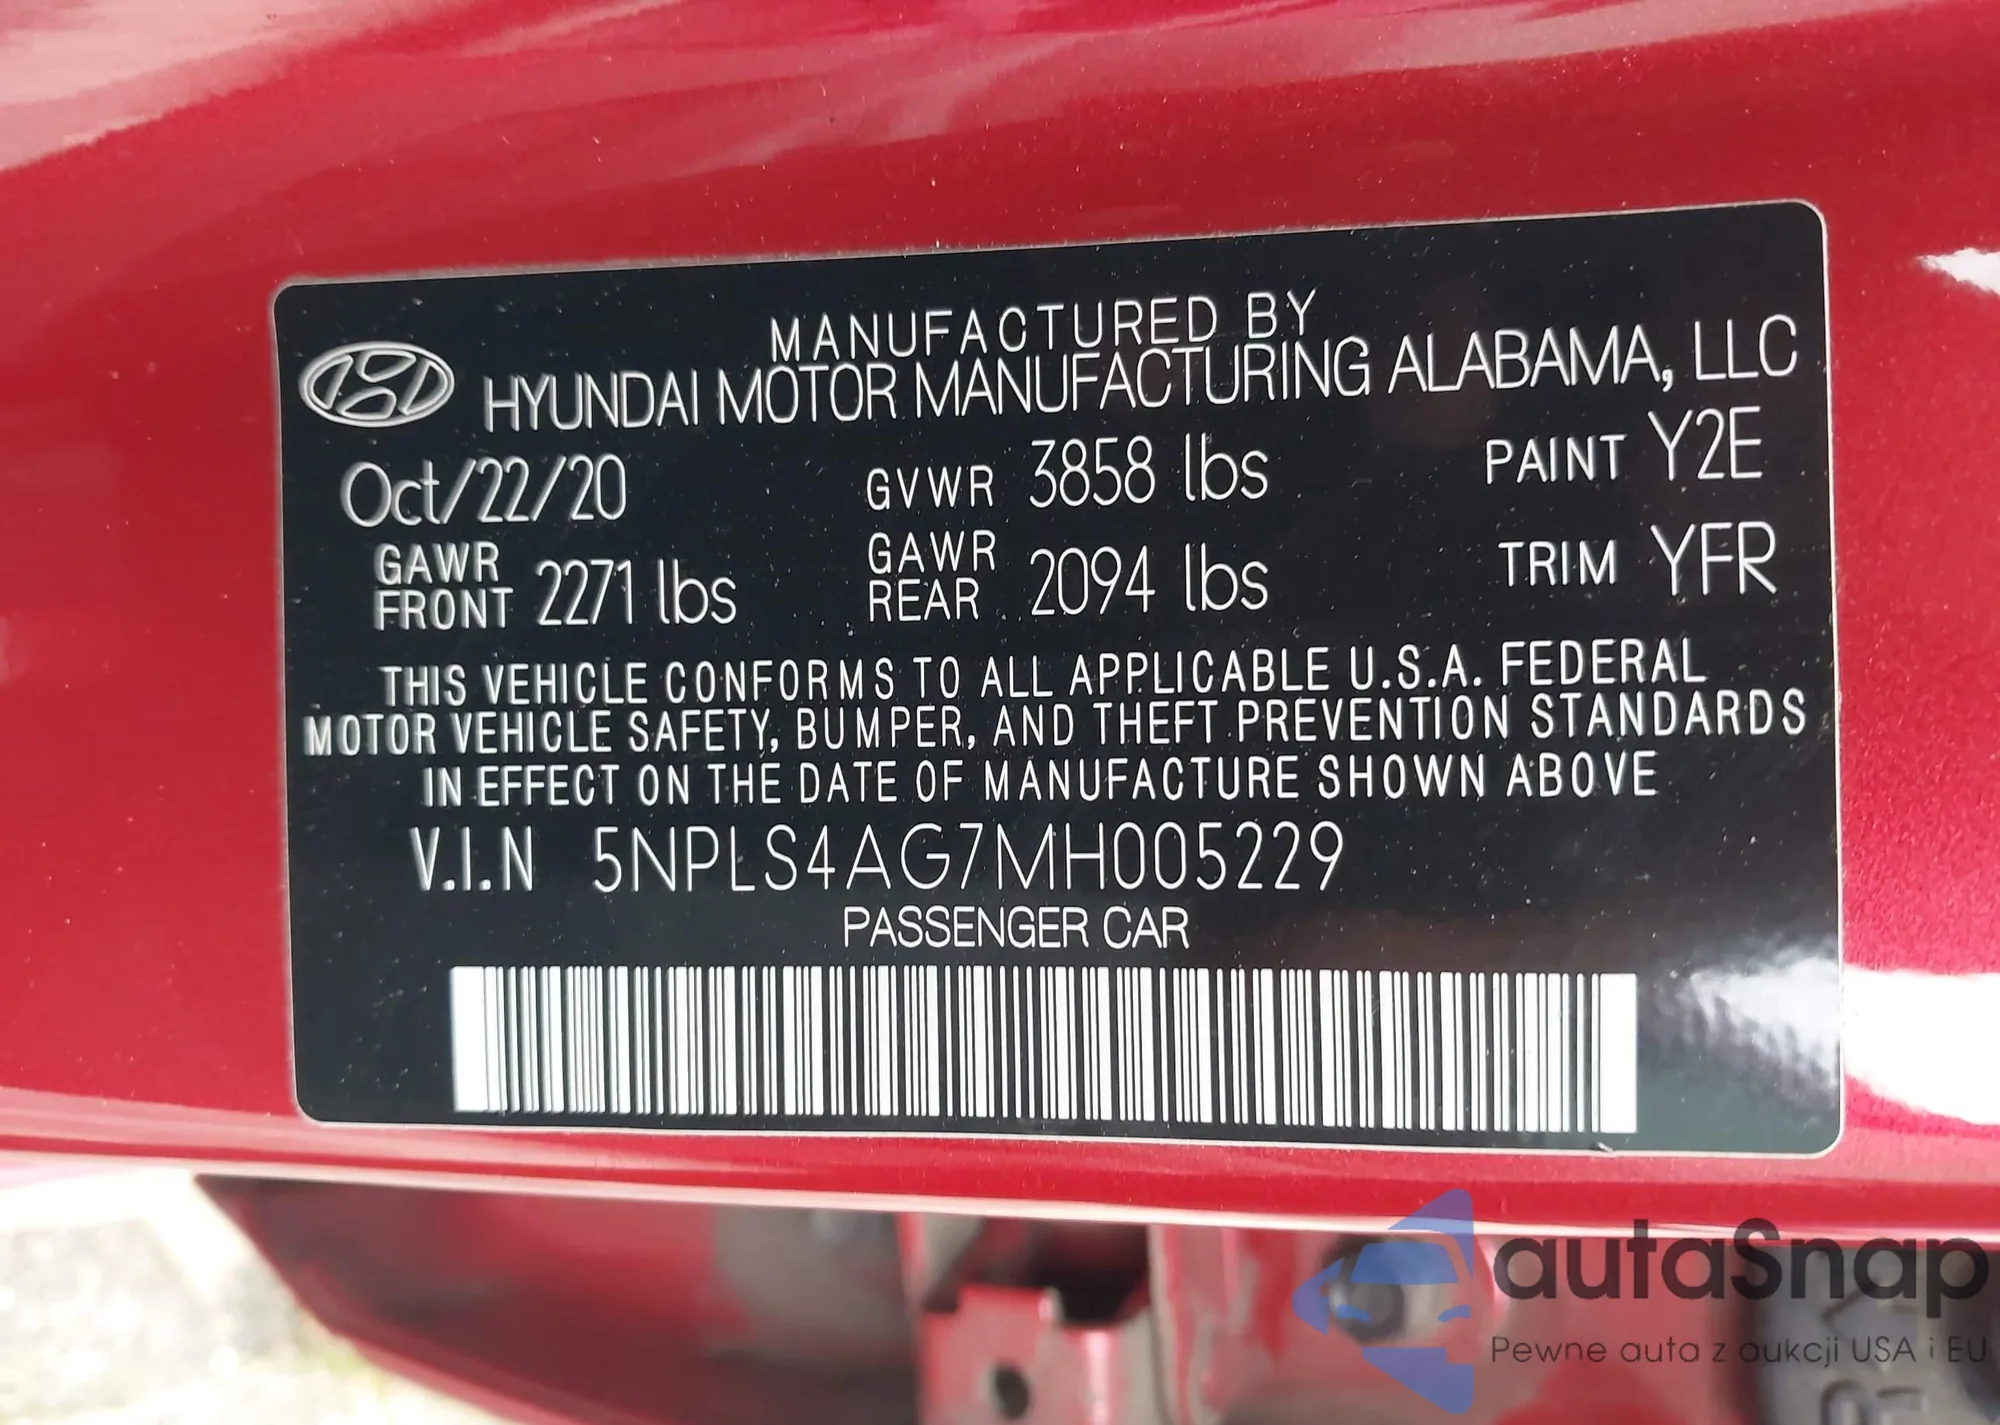 MANUFACTURED BY
HYUNDAI MOTOR MANUFACTURING ALABAMA, LLC
Oct/22/20 GVWR 3858 lbs PAINT Y2E
GAWR FRONT 2271 lbs GAWR REAR 2094 lbs TRIM YFR
THIS VEHICLE CONFORMS TO ALL APPLICABLE U.S.A. FEDERAL
MOTOR VEHICLE SAFETY, BUMPER, AND THEFT PREVENTION STANDARDS
IN EFFECT ON THE DATE OF MANUFACTURE SHOWN ABOVE
V.I.N 5NPLS4AG7MH005229
PASSENGER CAR
autaSnap
Pewne auta z aukcji USA i EU